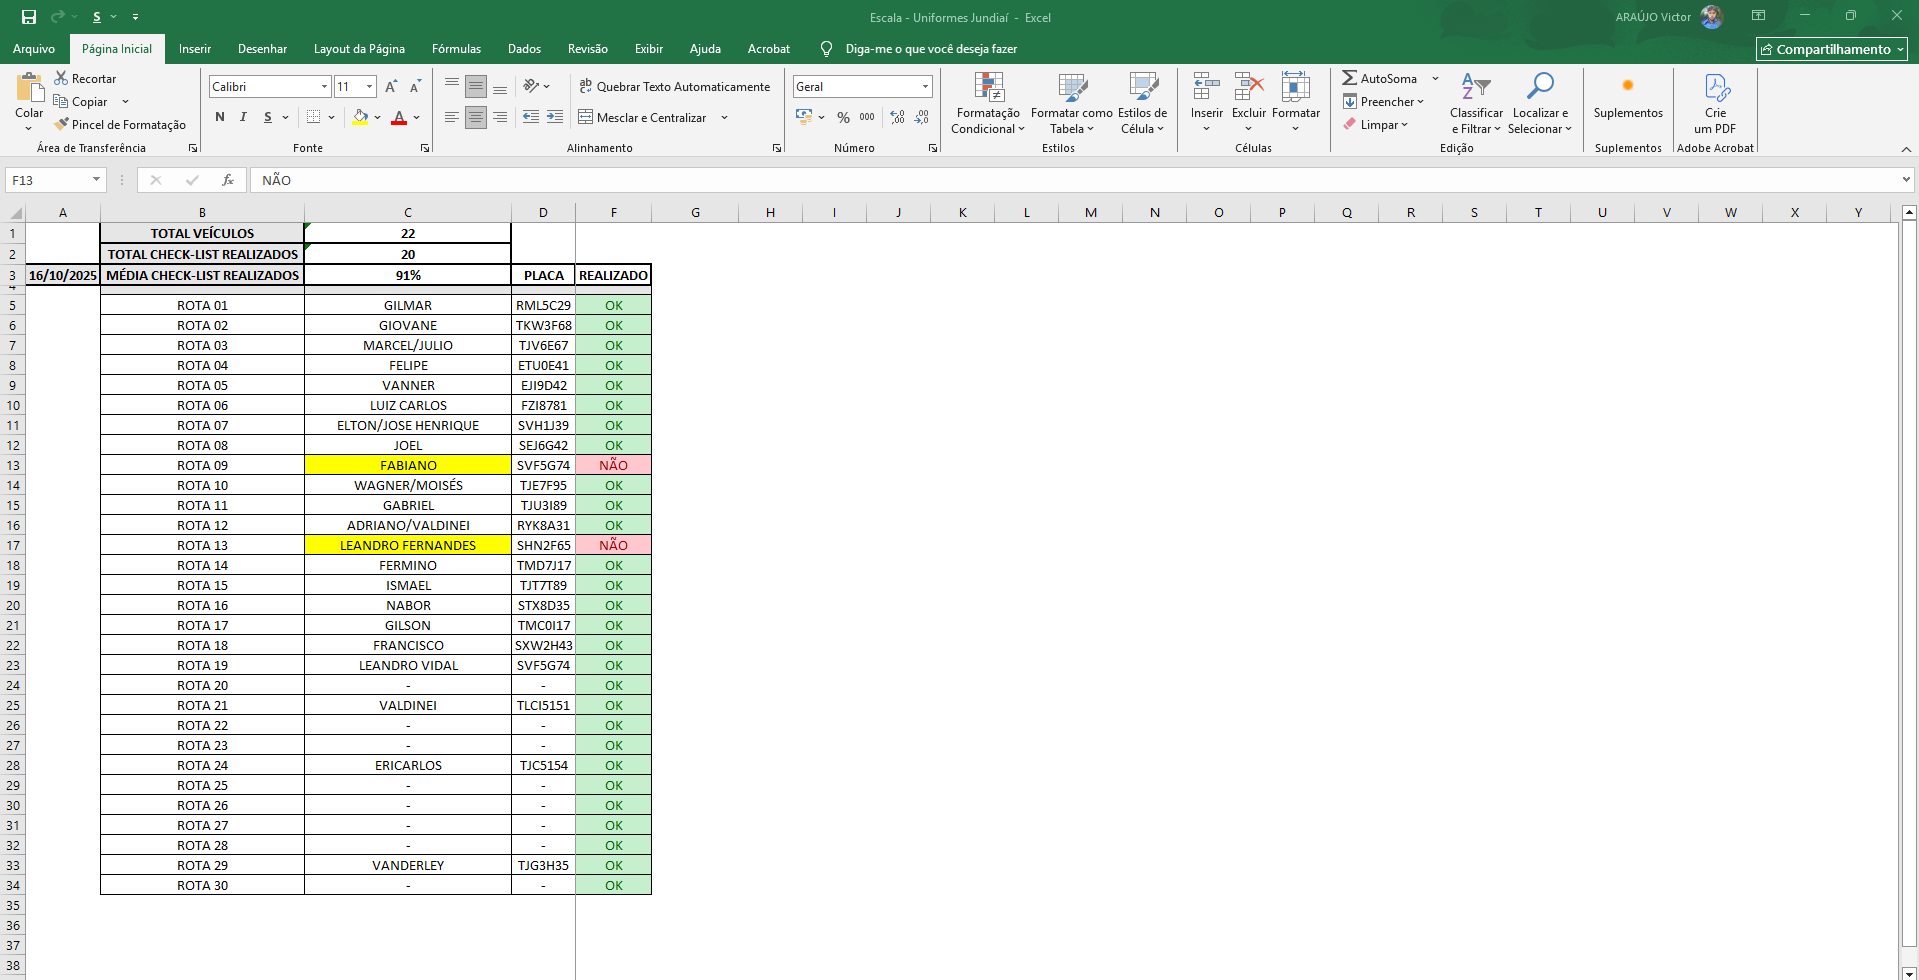 S
Escala - Uniformes Jundiaí - Excel
ARAÚJO Victor
Arquivo Página Inicial Inserir Desenhar Layout da Página Fórmulas Dados Revisão Exibir Ajuda Acrobat Diga-me o que você deseja fazer Compartilhamento
Colar
Recortar
Copiar
Pincel de Formatação
Área de Transferência
Calibri 11 A A
N I S A
Fonte
ab Quebrar Texto Automaticamente
Mesclar e Centralizar
Alinhamento
Geral
% 000 ,00 ,00
Número
Formatação Condicional
Formatar como Tabela
Estilos de Célula
Estilos
Inserir Excluir Formatar
Células
AutoSoma
Preencher
Limpar
Classificar e Filtrar
Localizar e Selecionar
Edição
Suplementos
Suplementos
Crie um PDF
Adobe Acrobat
F13 fx NÃO
A B C D F G H I J K L M N O P Q R S T U V W X Y
1 TOTAL VEÍCULOS 22
2 TOTAL CHECK-LIST REALIZADOS 20
3 16/10/2025 MÉDIA CHECK-LIST REALIZADOS 91% PLACA REALIZADO
4
5 ROTA 01 GILMAR RML5C29 OK
6 ROTA 02 GIOVANE TKW3F68 OK
7 ROTA 03 MARCEL/JULIO TJV6E67 OK
8 ROTA 04 FELIPE ETU0E41 OK
9 ROTA 05 VANNER EJI9D42 OK
10 ROTA 06 LUIZ CARLOS FZI8781 OK
11 ROTA 07 ELTON/JOSE HENRIQUE SVH1J39 OK
12 ROTA 08 JOEL SEJ6G42 OK
13 ROTA 09 FABIANO SVF5G74 NÃO
14 ROTA 10 WAGNER/MOISÉS TJE7F95 OK
15 ROTA 11 GABRIEL TJU3I89 OK
16 ROTA 12 ADRIANO/VALDINEI RYK8A31 OK
17 ROTA 13 LEANDRO FERNANDES SHN2F65 NÃO
18 ROTA 14 FERMINO TMD7J17 OK
19 ROTA 15 ISMAEL TJT7T89 OK
20 ROTA 16 NABOR STX8D35 OK
21 ROTA 17 GILSON TMC0I17 OK
22 ROTA 18 FRANCISCO SXW2H43 OK
23 ROTA 19 LEANDRO VIDAL SVF5G74 OK
24 ROTA 20 - - OK
25 ROTA 21 VALDINEI TLCI5151 OK
26 ROTA 22 - - OK
27 ROTA 23 - - OK
28 ROTA 24 ERICARLOS TJC5154 OK
29 ROTA 25 - - OK
30 ROTA 26 - - OK
31 ROTA 27 - - OK
32 ROTA 28 - - OK
33 ROTA 29 VANDERLEY TJG3H35 OK
34 ROTA 30 - - OK
35
36
37
38